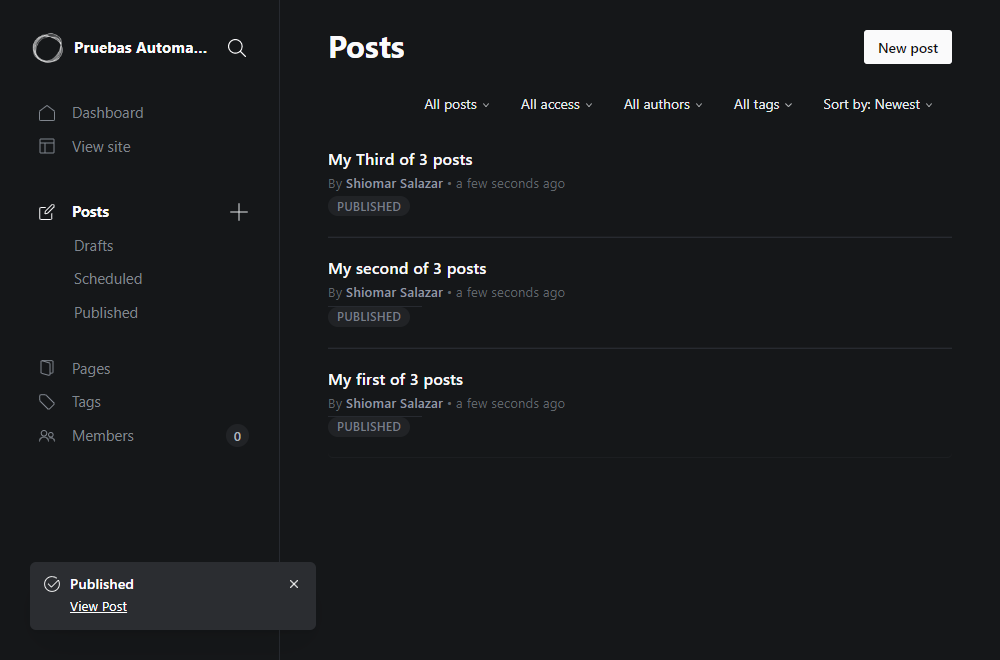 Pruebas Automa...
Dashboard
View site
Posts
Drafts
Scheduled
Published
Pages
Tags
Members 0
Posts
New post
All posts All access All authors All tags Sort by: Newest
My Third of 3 posts
By Shiomar Salazar • a few seconds ago
PUBLISHED
My second of 3 posts
By Shiomar Salazar • a few seconds ago
PUBLISHED
My first of 3 posts
By Shiomar Salazar • a few seconds ago
PUBLISHED
Published
View Post